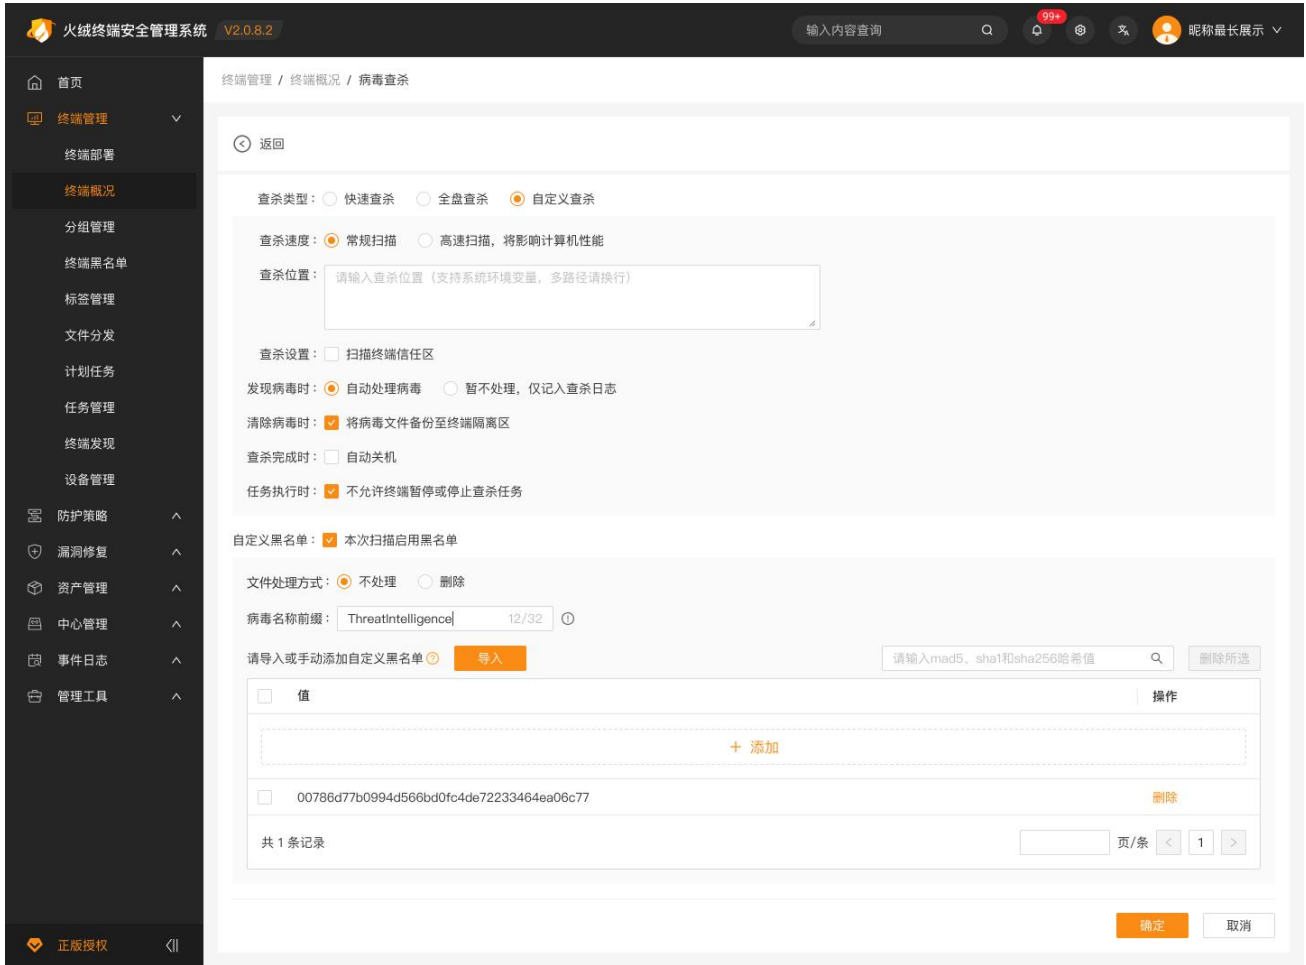 火绒终端安全管理系统 V2.0.8.2 输入内容查询 99+ 昵称最长展示
首页
终端管理
终端部署
终端概况
分组管理
终端黑名单
标签管理
文件分发
计划任务
任务管理
终端发现
设备管理
防护策略
漏洞修复
资产管理
中心管理
事件日志
管理工具
正版授权
终端管理 / 终端概况 / 病毒查杀
返回
查杀类型： 快速查杀 全盘查杀 自定义查杀
查杀速度： 常规扫描 高速扫描，将影响计算机性能
查杀位置： 请输入查杀位置（支持系统环境变量，多路径请换行）
查杀设置： 扫描终端信任区
发现病毒时： 自动处理病毒 暂不处理，仅记入查杀日志
清除病毒时： 将病毒文件备份至终端隔离区
查杀完成时： 自动关机
任务执行时： 不允许终端暂停或停止查杀任务
自定义黑名单： 本次扫描启用黑名单
文件处理方式： 不处理 删除
病毒名称前缀： ThreatIntelligence 12/32
请导入或手动添加自定义黑名单 导入 请输入mad5、sha1和sha256哈希值 删除所选
值 操作
+ 添加
00786d77b0994d566bd0fc4de72233464ea06c77 删除
共 1 条记录 页/条 < 1 >
确定 取消